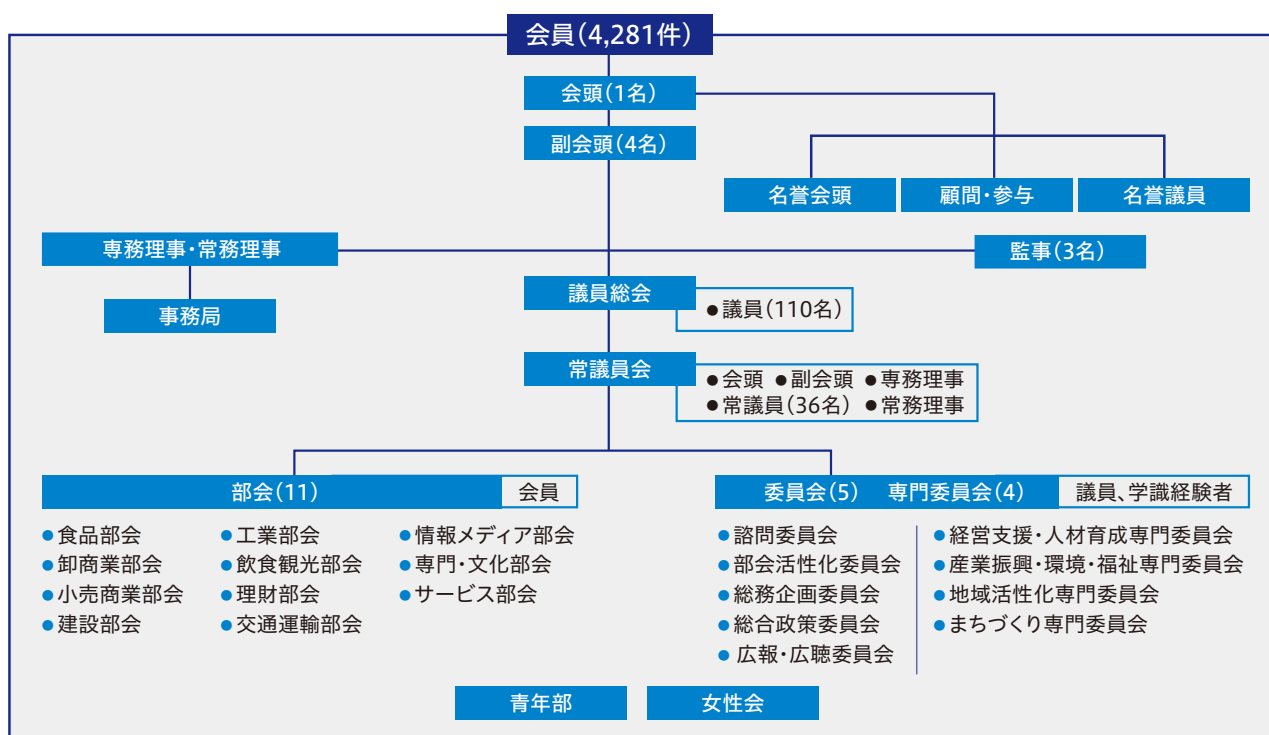 会員(4,281件)
会頭(1名)
副会頭(4名)
名誉会頭
顧問・参与
名誉議員
専務理事・常務理事
監事(3名)
事務局
議員総会
●議員(110名)
常議員会
●会頭 ●副会頭 ●専務理事
●常議員(36名) ●常務理事
部会(11)
会員
●食品部会
●卸商業部会
●小売商業部会
●建設部会
●工業部会
●飲食観光部会
●理財部会
●交通運輸部会
●情報メディア部会
●専門・文化部会
●サービス部会
委員会(5) 専門委員会(4)
議員、学識経験者
●諮問委員会
●部会活性化委員会
●総務企画委員会
●総合政策委員会
●広報・広聴委員会
●経営支援・人材育成専門委員会
●産業振興・環境・福祉専門委員会
●地域活性化専門委員会
●まちづくり専門委員会
青年部
女性会